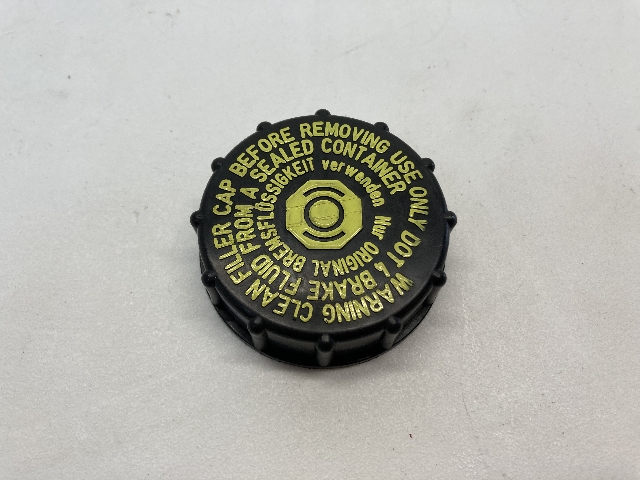 WARNING CLEAN FILLER CAP BEFORE REMOVING USE ONLY DOT 4 BRAKE FLUID FROM A SEALED CONTAINER
Nur ORIGINAL BREMSFLÜSSIGKEIT verwenden